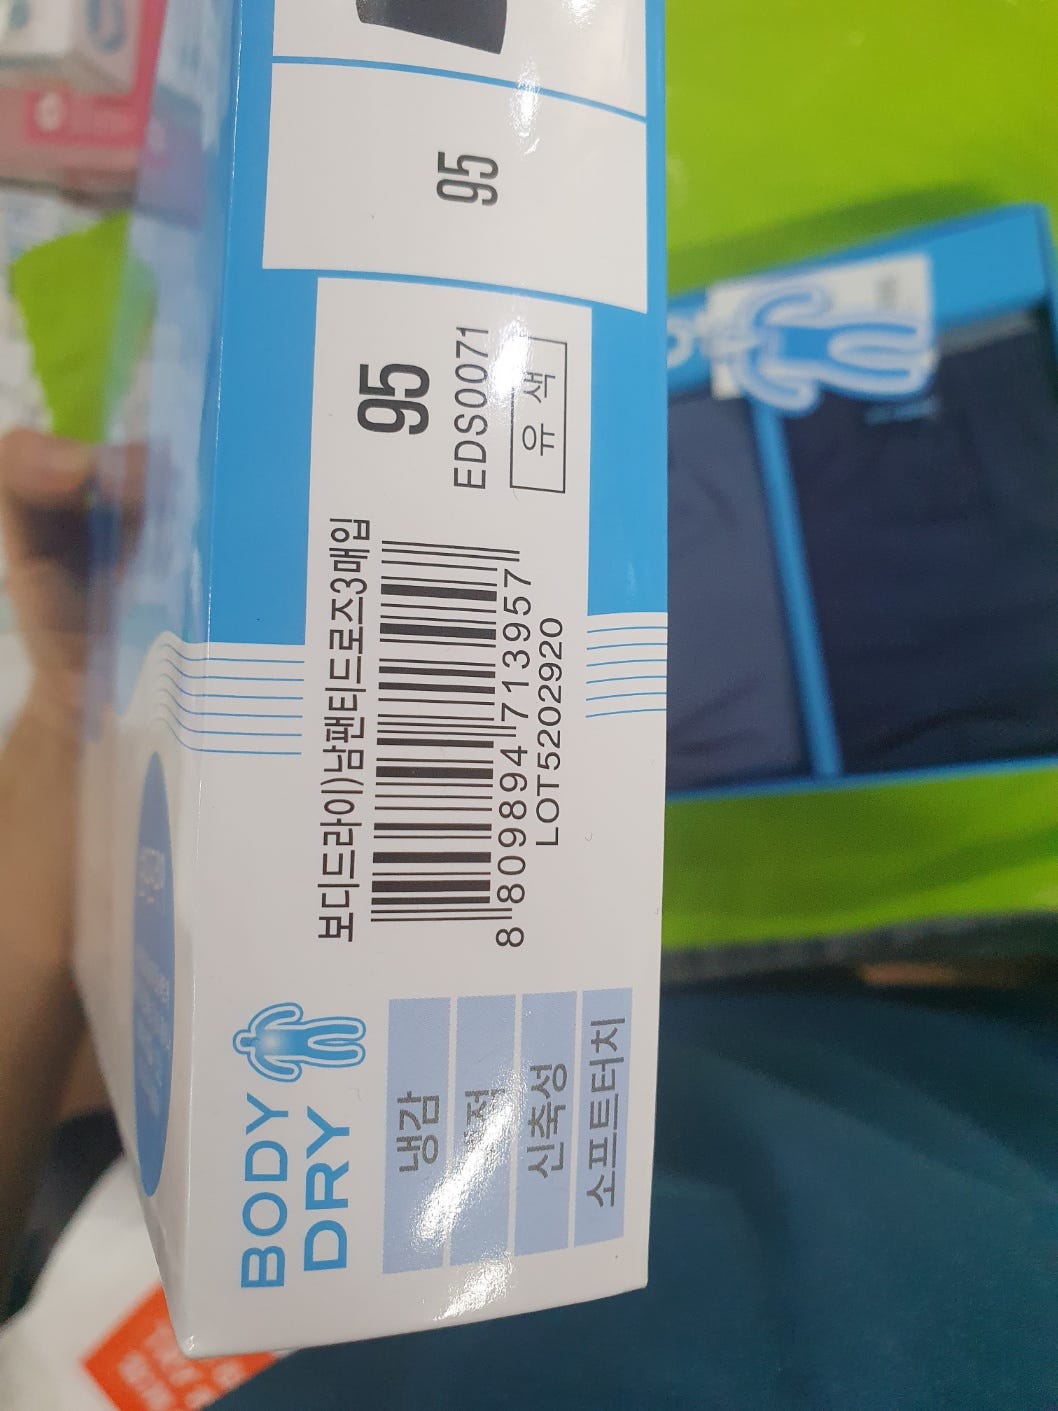 BODY
DRY
냉감
신축성
소프트터치
보디드라이)남팬티드로즈3매입
8 809894 713957
LOT5202920
95
EDS0071
유 색
95